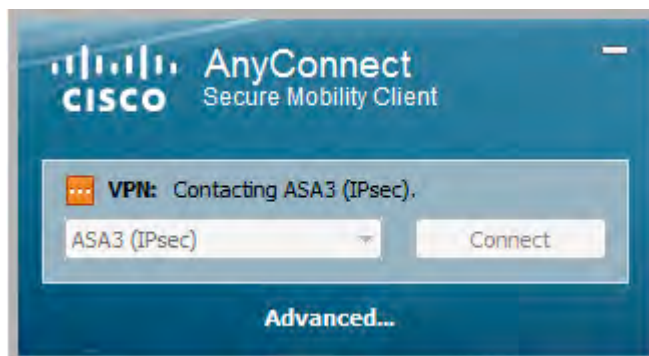 AnyConnect
CISCO Secure Mobility Client
VPN: Contacting ASA3 (IPsec).
ASA3 (IPsec) Connect
Advanced...